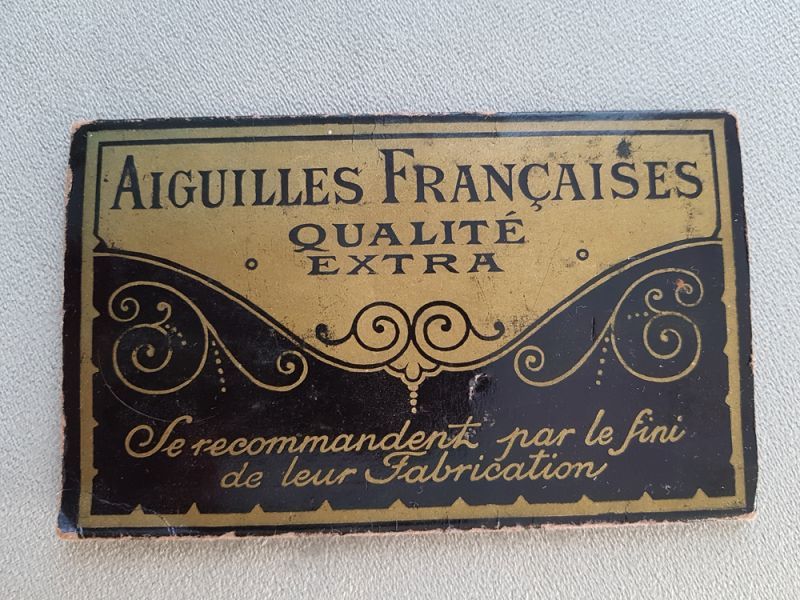 AIGUILLES FRANÇAISES
QUALITÉ
EXTRA
Se recommandent par le fini
de leur Fabrication